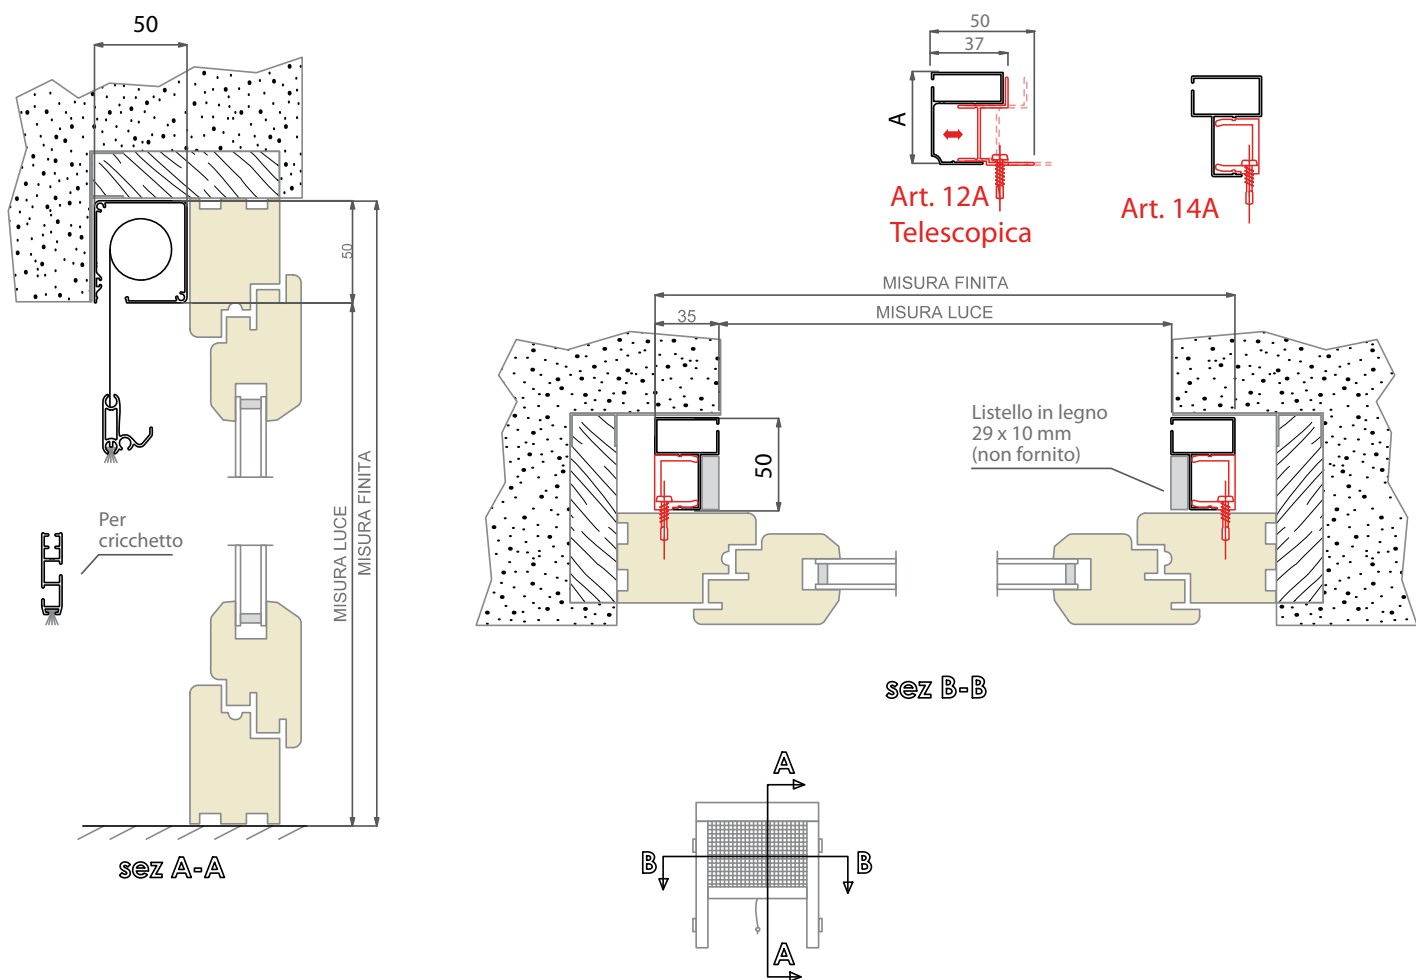 50
50
37
A
Art. 12A
Telescopica
Art. 14A
50
MISURA FINITA
MISURA LUCE
35
Listello in legno
29 x 10 mm
(non fornito)
50
Per
cricchetto
MISURA LUCE
MISURA FINITA
sez B-B
sez A-A
A
B
B
A